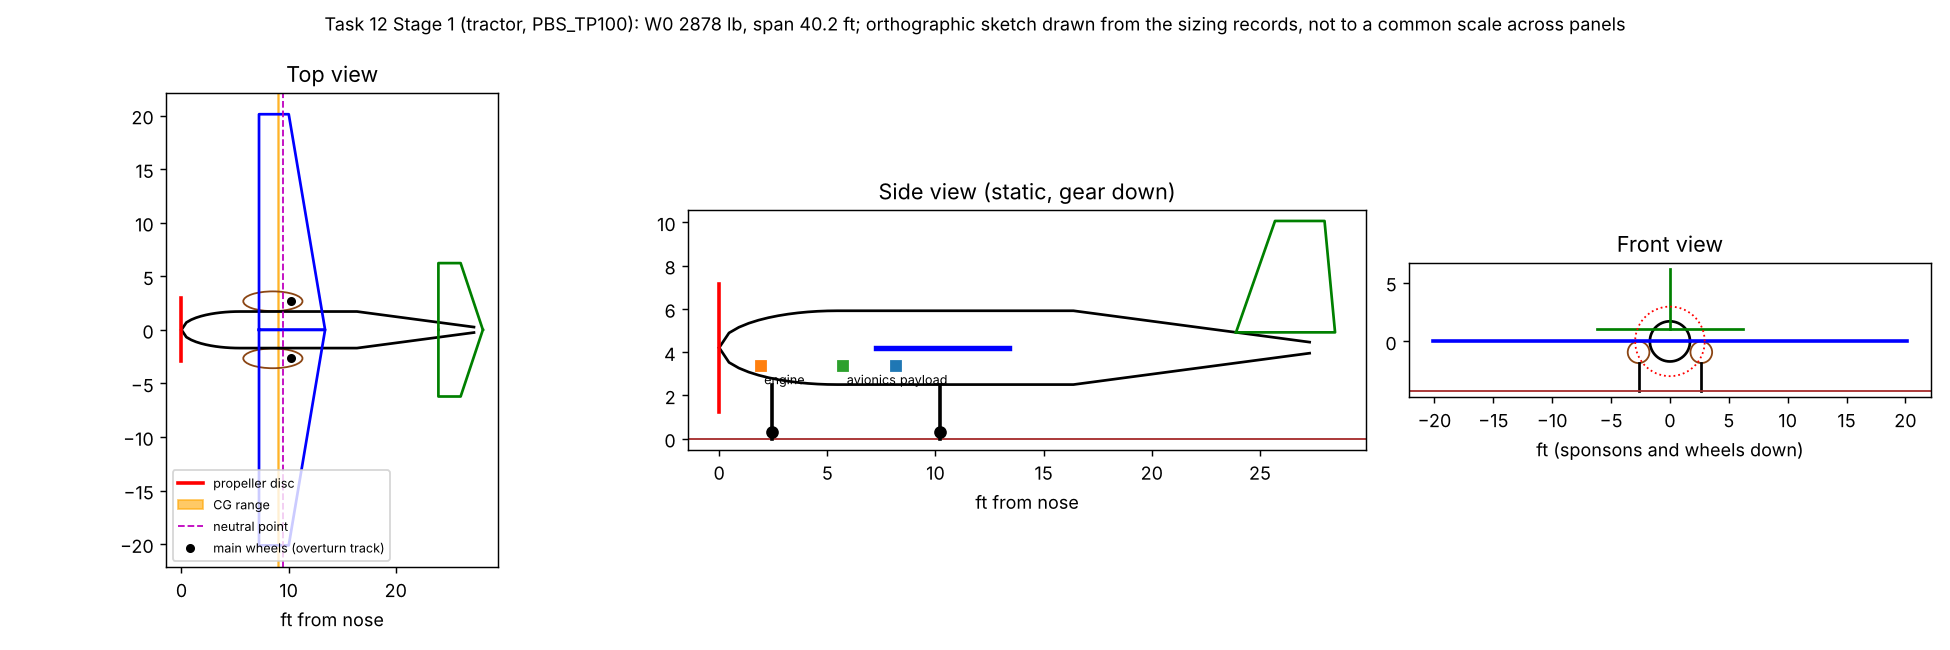 Task 12 Stage 1 (tractor, PBS_TP100): W0 2878 lb, span 40.2 ft; orthographic sketch drawn from the sizing records, not to a common scale across panels
Top view
20
15
10
5
0
−5
−10
−15
−20
propeller disc
CG range
neutral point
main wheels (overturn track)
0 10 20
ft from nose
Side view (static, gear down)
10
8
6
4
2
0
engine avionics payload
0 5 10 15 20 25
ft from nose
Front view
5
0
−20 −15 −10 −5 0 5 10 15 20
ft (sponsons and wheels down)